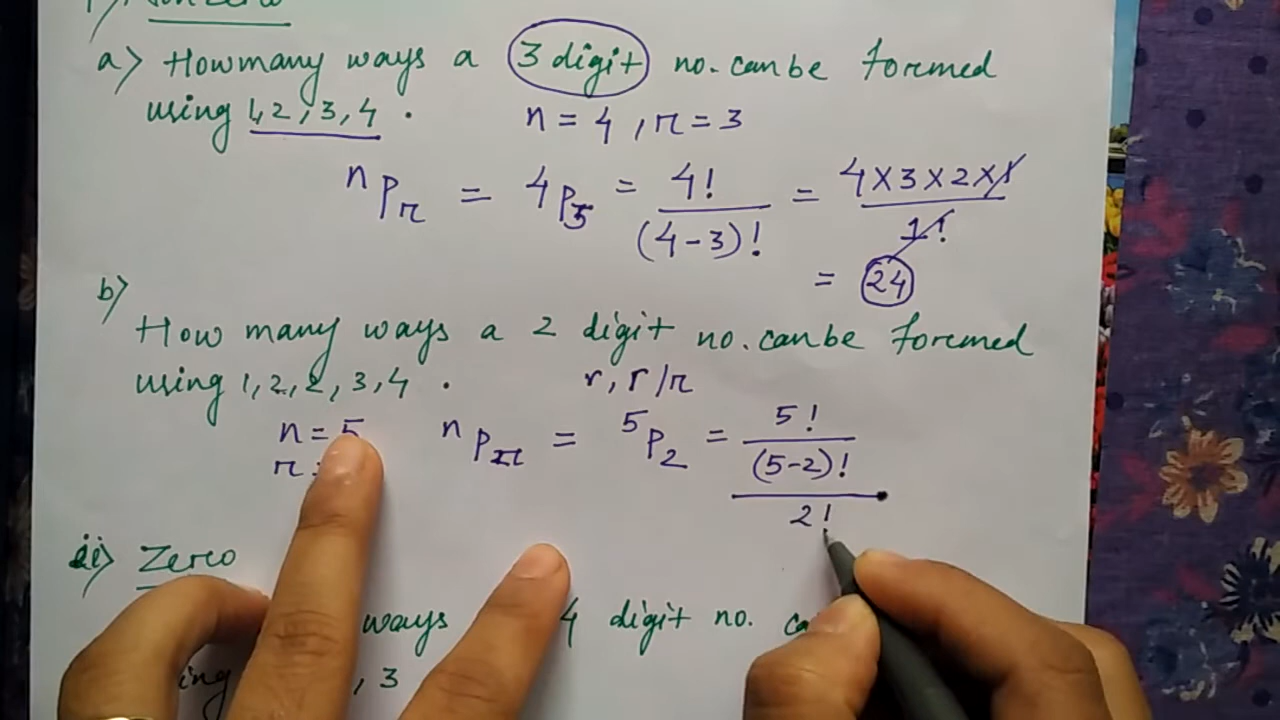 a) How many ways a 3 digit no. can be formed
using 1, 2, 3, 4 .
n = 4 , r = 3
nPr = 4P3 = 4! / (4-3)! = 4×3×2×1 / 1!
= 24
b)
How many ways a 2 digit no. can be formed
using 1, 2, 2, 3, 4 .
r, r / r
n = 5
nPr = 5P2 = 5! / (5-2)! / 2!
ii) Zero
ways 4 digit no.
, 3